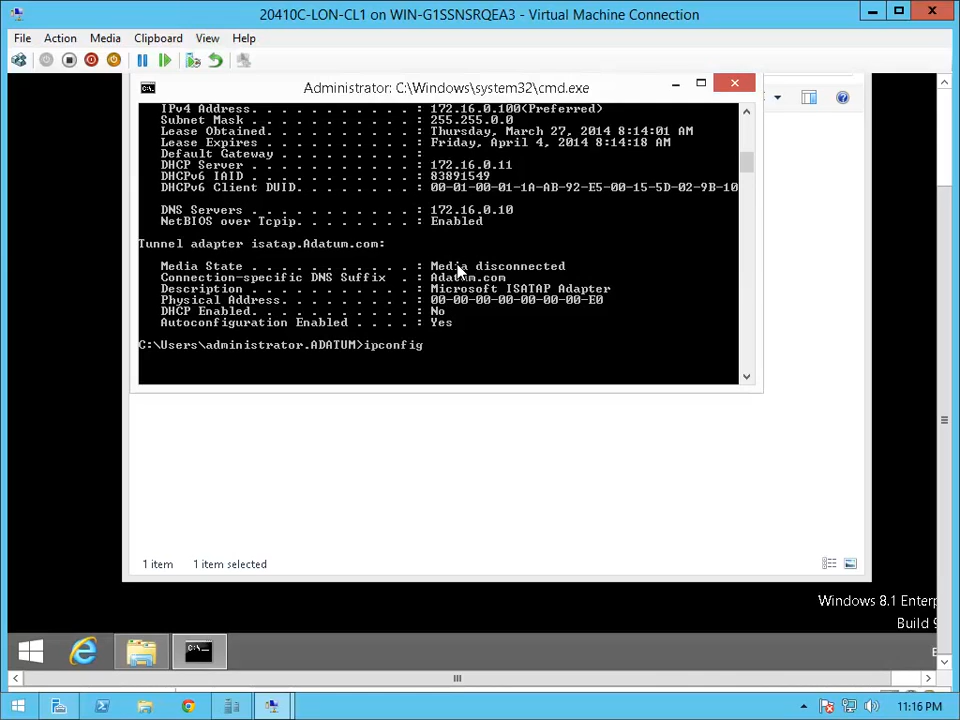 20410C-LON-CL1 on WIN-G1SSNSRQEA3 - Virtual Machine Connection
File Action Media Clipboard View Help
Administrator: C:\Windows\system32\cmd.exe
IPv4 Address. . . . . . . . . . . : 172.16.0.100(Preferred)
Subnet Mask . . . . . . . . . . . : 255.255.0.0
Lease Obtained. . . . . . . . . . : Thursday, March 27, 2014 8:14:01 AM
Lease Expires . . . . . . . . . . : Friday, April 4, 2014 8:14:18 AM
Default Gateway . . . . . . . . . :
DHCP Server . . . . . . . . . . . : 172.16.0.11
DHCPv6 IAID . . . . . . . . . . . : 83891549
DHCPv6 Client DUID. . . . . . . . : 00-01-00-01-1A-AB-92-E5-00-15-5D-02-9B-10
DNS Servers . . . . . . . . . . . : 172.16.0.10
NetBIOS over Tcpip. . . . . . . . : Enabled
Tunnel adapter isatap.Adatum.com:
Media State . . . . . . . . . . . : Media disconnected
Connection-specific DNS Suffix  . : Adatum.com
Description . . . . . . . . . . . : Microsoft ISATAP Adapter
Physical Address. . . . . . . . . : 00-00-00-00-00-00-00-E0
DHCP Enabled. . . . . . . . . . . : No
Autoconfiguration Enabled . . . . : Yes
C:\Users\administrator.ADATUM>ipconfig
1 item 1 item selected
Windows 8.1 Enterp
Build 9
11:16 PM